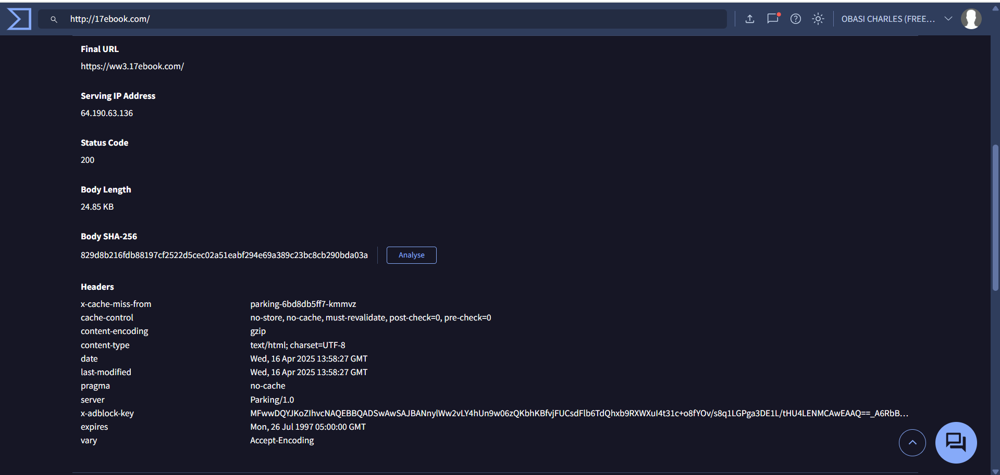 http://17ebook.com/
OBASI CHARLES (FREE...
Final URL
https://ww3.17ebook.com/
Serving IP Address
64.190.63.136
Status Code
200
Body Length
24.85 KB
Body SHA-256
829d8b216fdb88197cf2522d5cec02a51eabf294e69a389c23bc8cb290bda03a
Analyse
Headers
x-cache-miss-from parking-6bd8db5ff7-kmmvz
cache-control no-store, no-cache, must-revalidate, post-check=0, pre-check=0
content-encoding gzip
content-type text/html; charset=UTF-8
date Wed, 16 Apr 2025 13:58:27 GMT
last-modified Wed, 16 Apr 2025 13:58:27 GMT
pragma no-cache
server Parking/1.0
x-adblock-key MFwwDQYJKoZIhvcNAQEBBQADSwAwSAJBANnylWw2vLY4hUn9w06zQKbhKBfvjFUCsdFlb6TdQhxb9RXWXuI4t31c+o8fYOv/s8q1LGPga3DE1L/tHU4LENMCAwEAAQ==_A6RbB...
expires Mon, 26 Jul 1997 05:00:00 GMT
vary Accept-Encoding